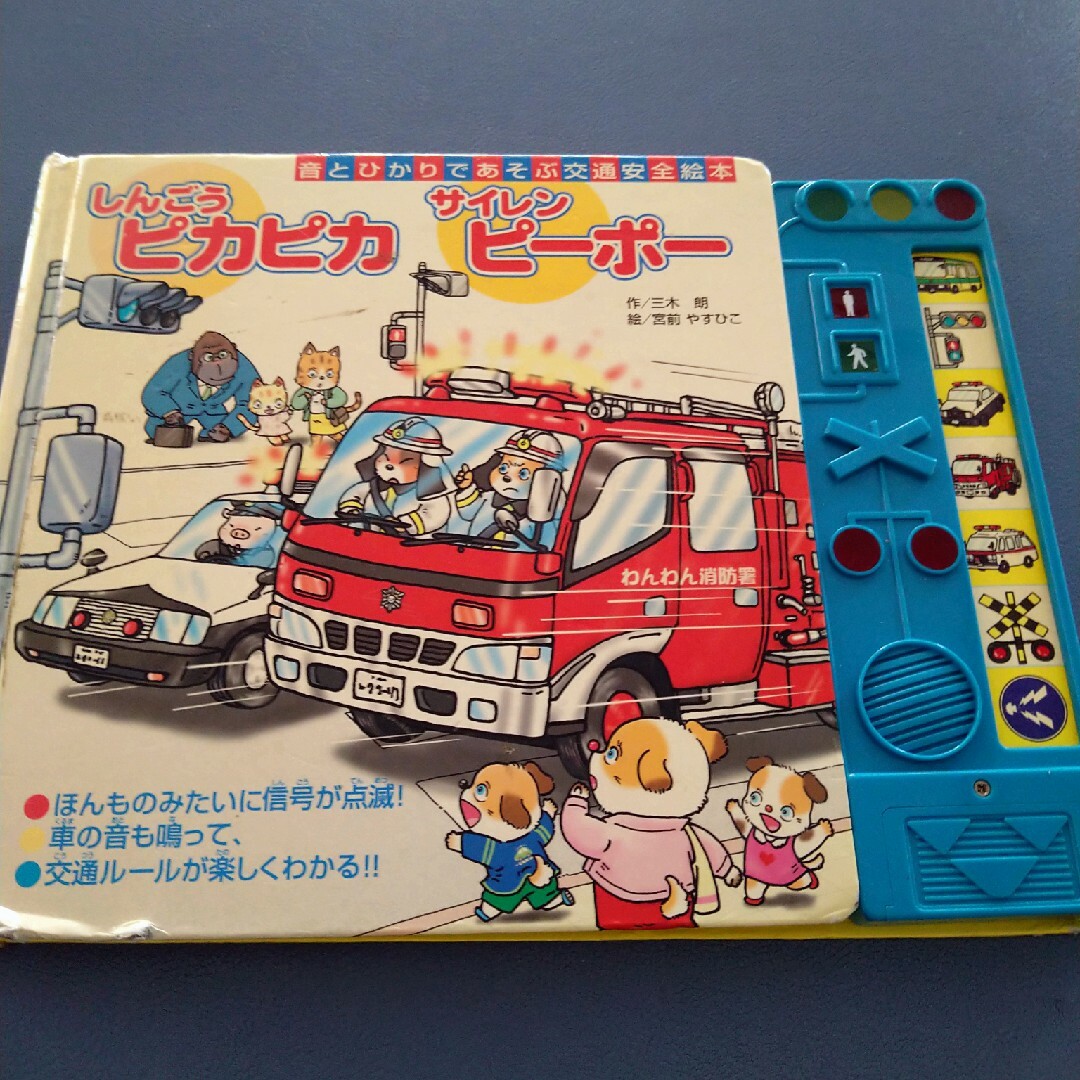 音とひかりであそぶ交通安全絵本
しんごう
ピカピカ
サイレン
ピーポー
作/三木 朗
絵/宮前 やすひこ
わんわん消防署
●ほんものみたいに信号が点滅!
●車の音も鳴って、
●交通ルールが楽しくわかる!!